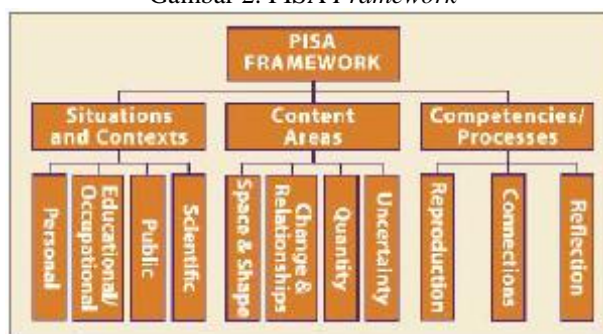 Gambar 2. PISA Framework
PISA
FRAMEWORK
Situations
and Contexts
Content
Areas
Competencies/
Processes
Personal
Educational/
Occupational
Public
Scientific
Space & Shape
Change &
Relationships
Quantity
Uncertainty
Reproduction
Connections
Reflection